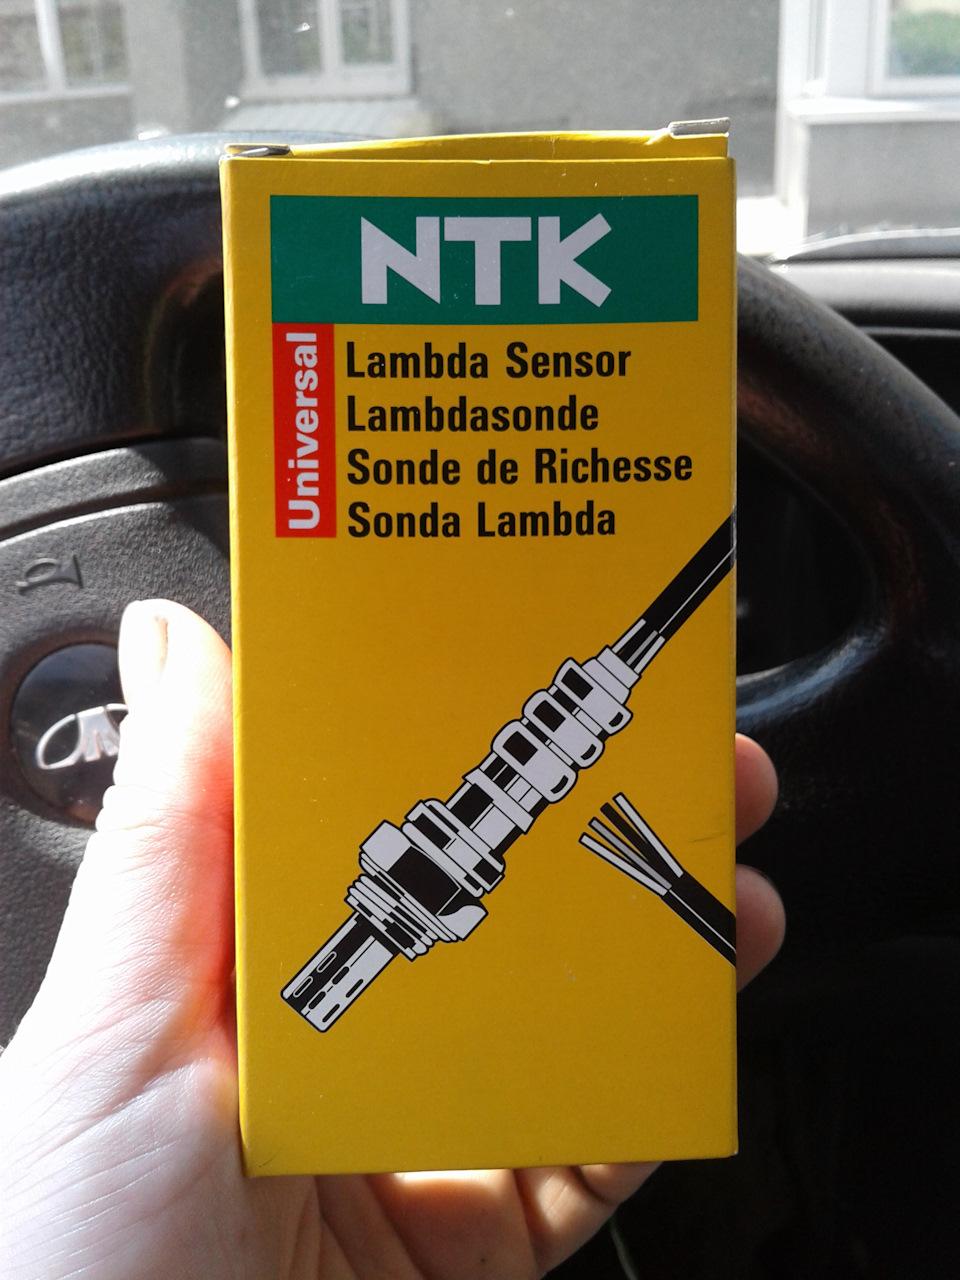 NTK
Universal
Lambda Sensor
Lambdasonde
Sonde de Richesse
Sonda Lambda